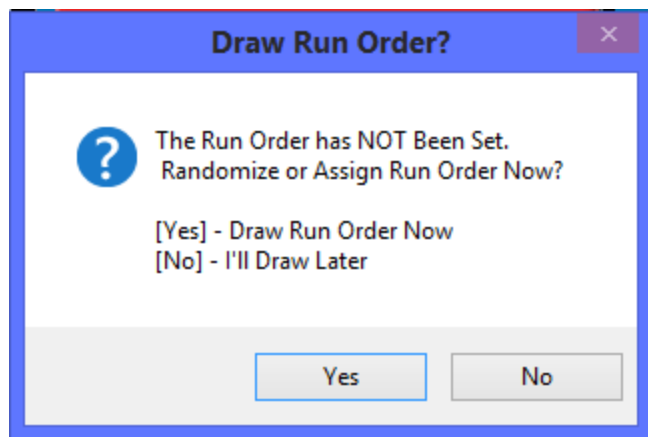 Draw Run Order?
The Run Order has NOT Been Set.
Randomize or Assign Run Order Now?
[Yes] - Draw Run Order Now
[No] - I'll Draw Later
Yes
No